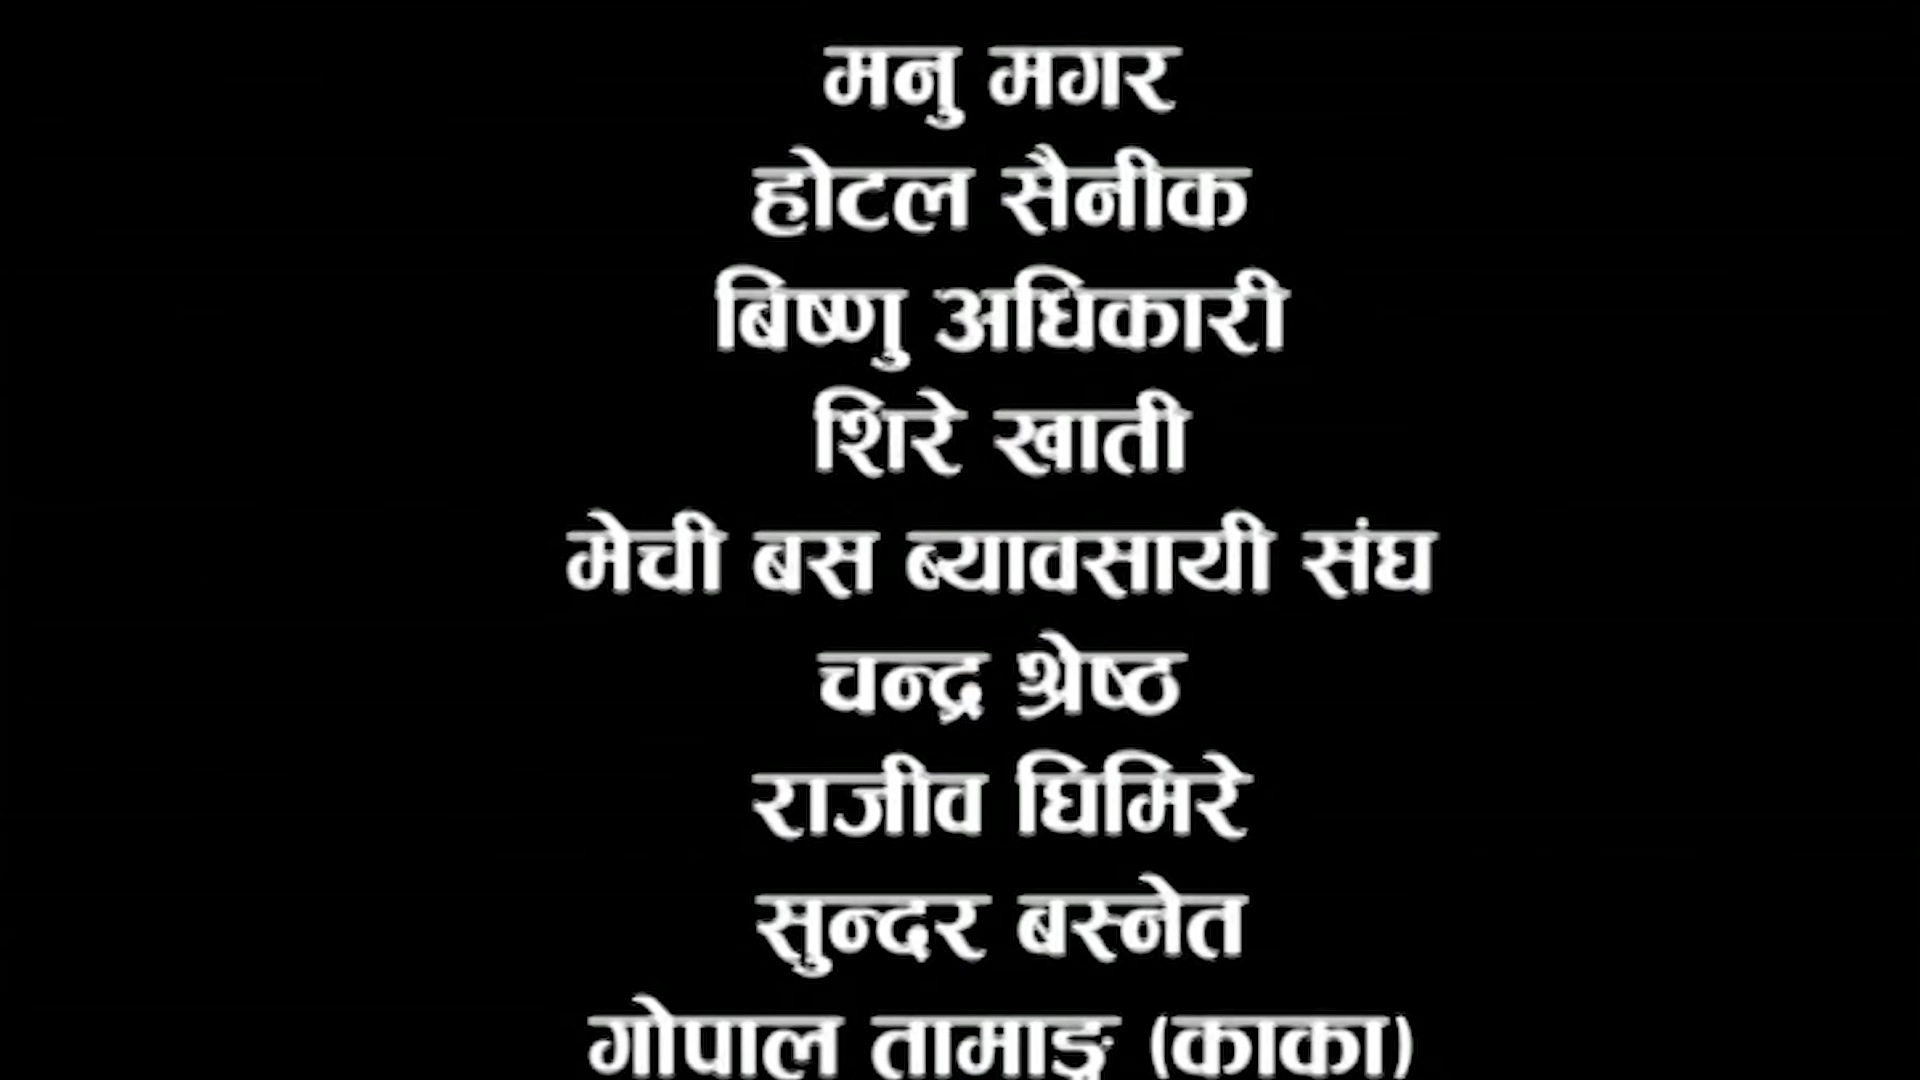 मनु मगर
होटल सैनीक
बिष्णु अधिकारी
शिरे खाती
मेची बस ब्यावसायी संघ
चन्द्र श्रेष्ठ
राजीव घिमिरे
सुन्दर बस्नेत
गोपाल तामाङ्ग (काका)